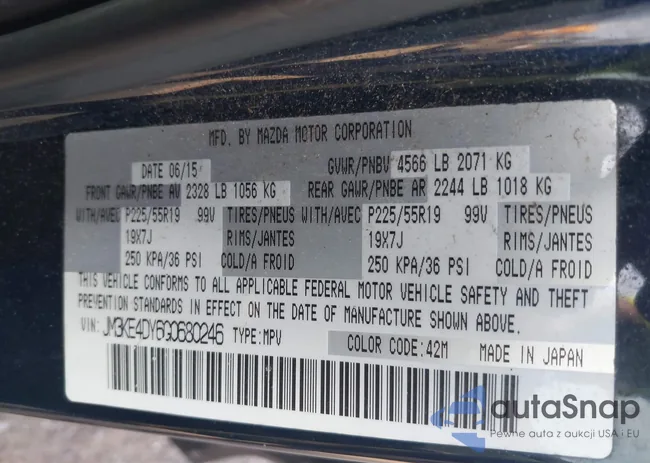 MFD. BY MAZDA MOTOR CORPORATION
DATE 06/15 GVWR/PNBV 4566 LB 2071 KG
FRONT GAWR/PNBE AV 2328 LB 1056 KG REAR GAWR/PNBE AR 2244 LB 1018 KG
WITH/AVEC P225/55R19 99V TIRES/PNEUS WITH/AVEC P225/55R19 99V TIRES/PNEUS
19X7J RIMS/JANTES 19X7J RIMS/JANTES
250 KPA/36 PSI COLD/A FROID 250 KPA/36 PSI COLD/A FROID
THIS VEHICLE CONFORMS TO ALL APPLICABLE FEDERAL MOTOR VEHICLE SAFETY AND THEFT
PREVENTION STANDARDS IN EFFECT ON THE DATE OF MANUFACTURE SHOWN ABOVE.
VIN: JM3KE4DY6G0680246 TYPE:MPV COLOR CODE:42M MADE IN JAPAN
autaSnap
Pewne auta z aukcji USA i EU